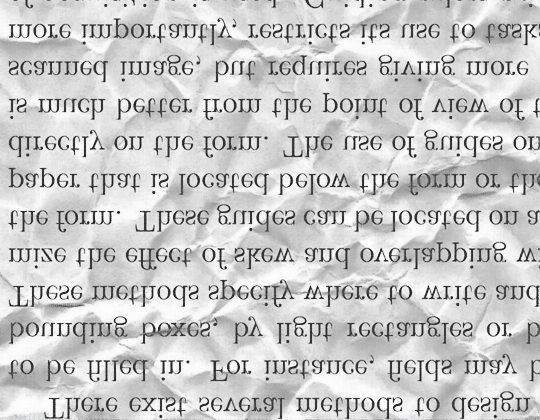 There exist several methods to design
to be filled in. For instance, fields may b
bounding boxes, by light rectangles or b
These methods specify where to write and
mize the effect of skew and overlapping wi
the form. These guides can be located on a
paper that is located below the form or the
directly on the form. The use of guides on
is much better from the point of view of t
scanned image, but requires giving more
more importantly, restricts its use to task